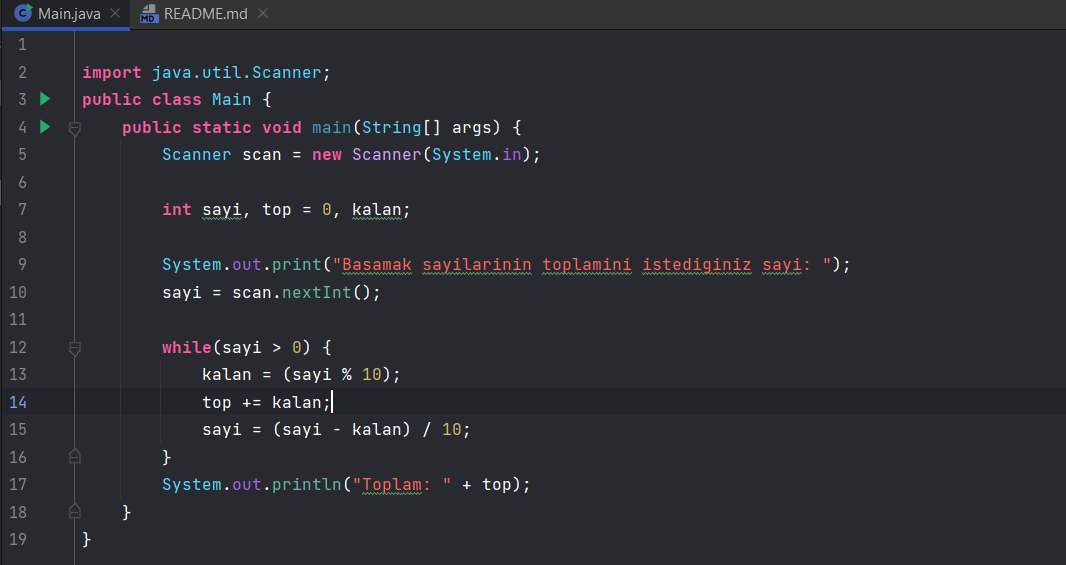 Main.java README.md
1
2 import java.util.Scanner;
3 public class Main {
4 public static void main(String[] args) {
5 Scanner scan = new Scanner(System.in);
6
7 int sayi, top = 0, kalan;
8
9 System.out.print("Basamak sayilarinin toplamini istediginiz sayi: ");
10 sayi = scan.nextInt();
11
12 while(sayi > 0) {
13 kalan = (sayi % 10);
14 top += kalan;
15 sayi = (sayi - kalan) / 10;
16 }
17 System.out.println("Toplam: " + top);
18 }
19 }